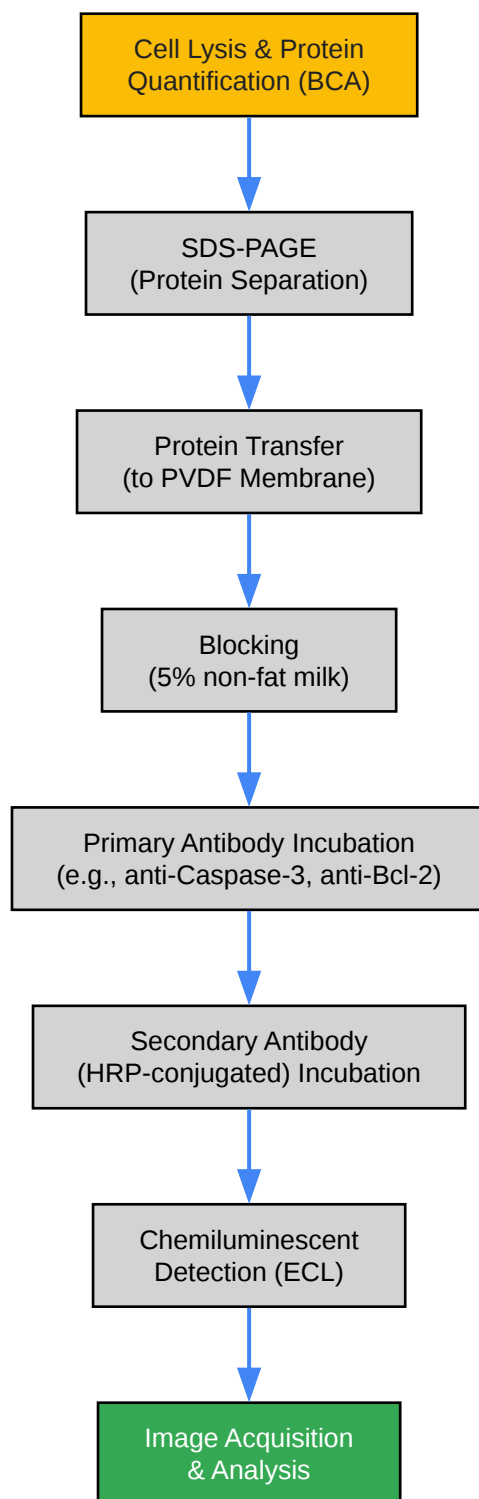 Cell Lysis & Protein
Quantification (BCA)
SDS-PAGE
(Protein Separation)
Protein Transfer
(to PVDF Membrane)
Blocking
(5% non-fat milk)
Primary Antibody Incubation
(e.g., anti-Caspase-3, anti-Bcl-2)
Secondary Antibody
(HRP-conjugated) Incubation
Chemiluminescent
Detection (ECL)
Image Acquisition
& Analysis